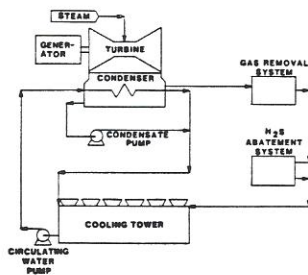 STEAM
GENER-
ATOR
TURBINE
CONDENSER
GAS REMOVAL
SYSTEM
CONDENSATE
PUMP
H2S
ABATEMENT
SYSTEM
COOLING TOWER
CIRCULATING
WATER
PUMP